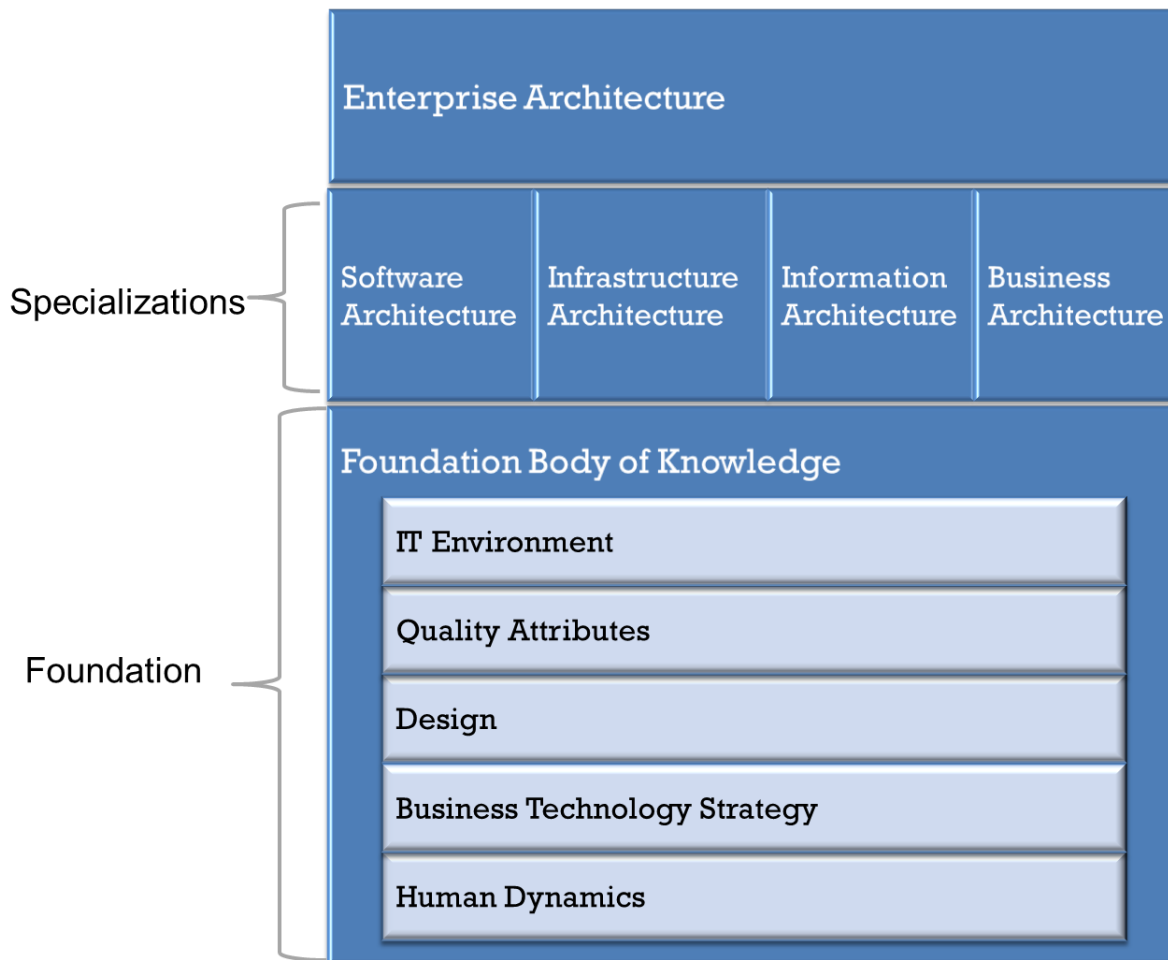 Enterprise Architecture
Specializations
Software
Architecture
Infrastructure
Architecture
Information
Architecture
Business
Architecture
Foundation
Foundation Body of Knowledge
IT Environment
Quality Attributes
Design
Business Technology Strategy
Human Dynamics